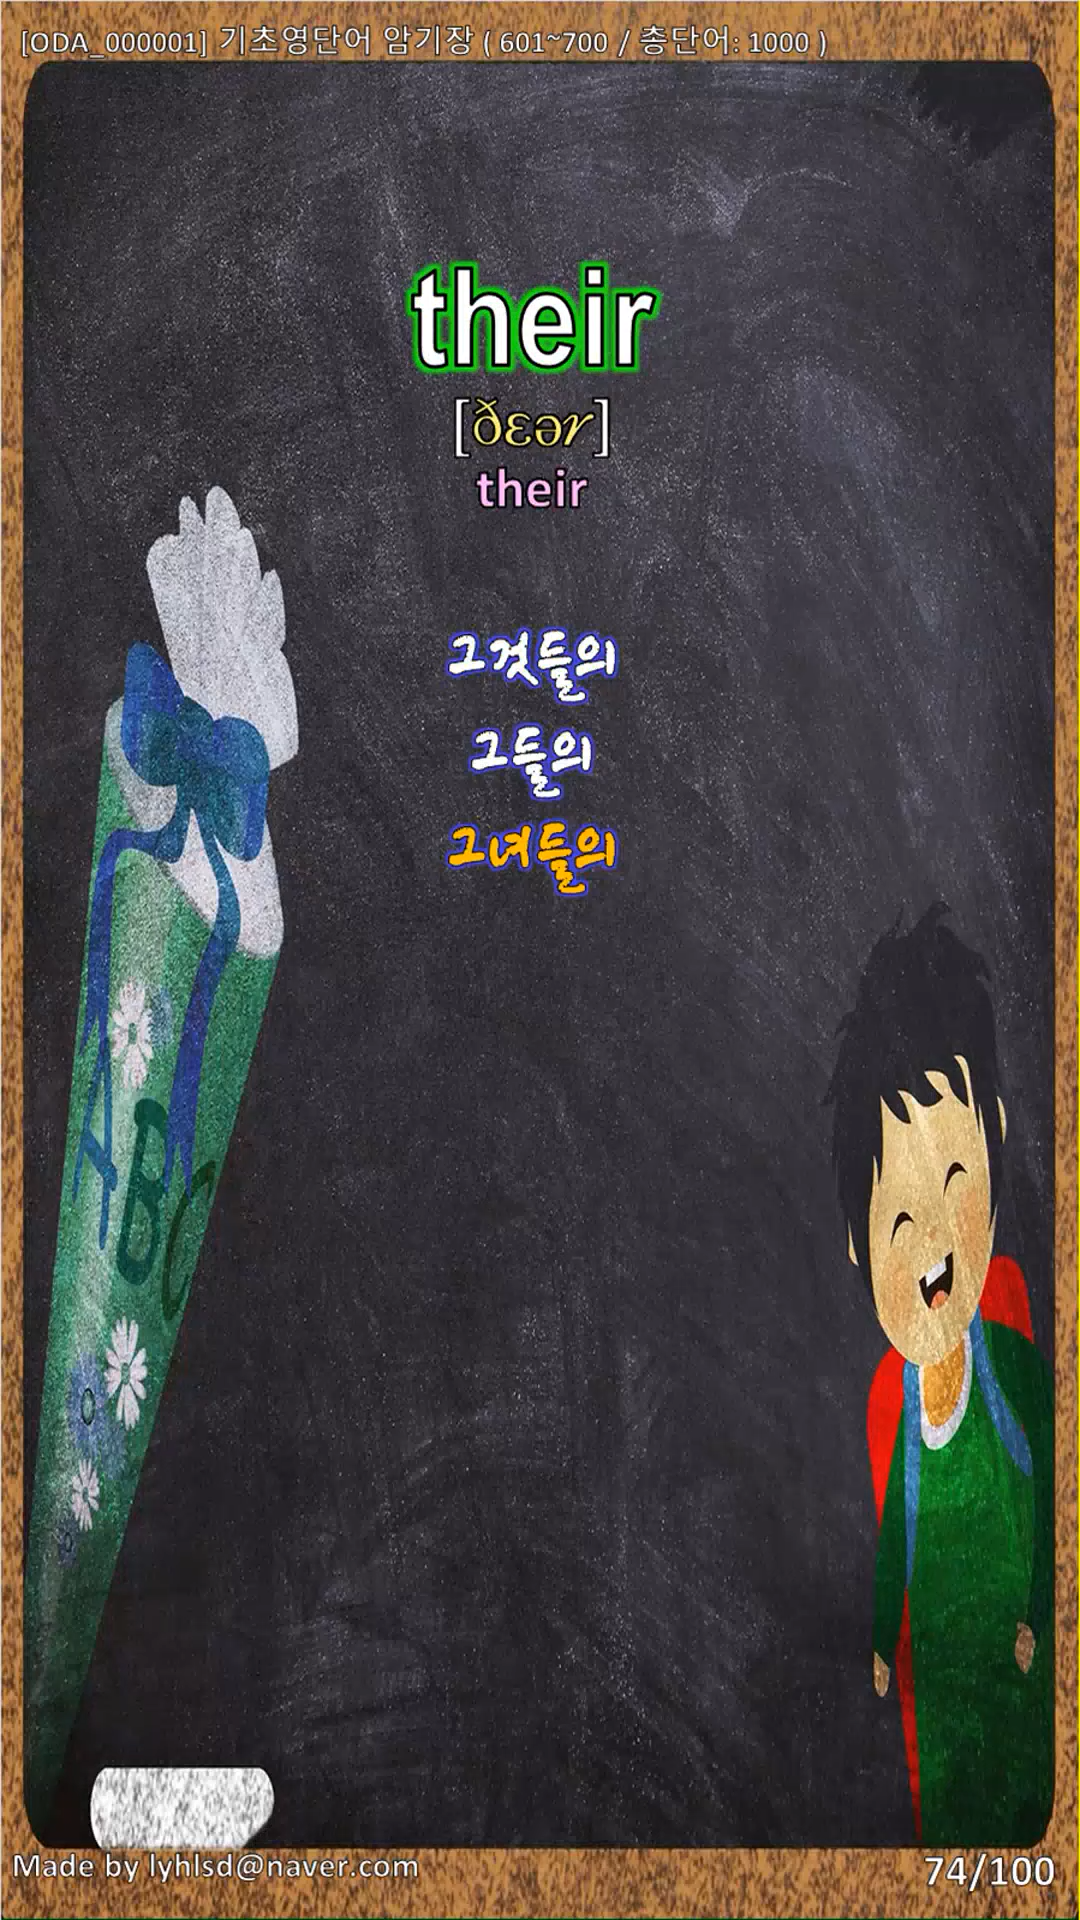 [ODA_000001] 기초영단어 암기장 ( 601~700 / 총단어: 1000 )
their
[ðɛər]
their
그것들의
그들의
그녀들의
ABC
Made by lyhlsd@naver.com
74/100